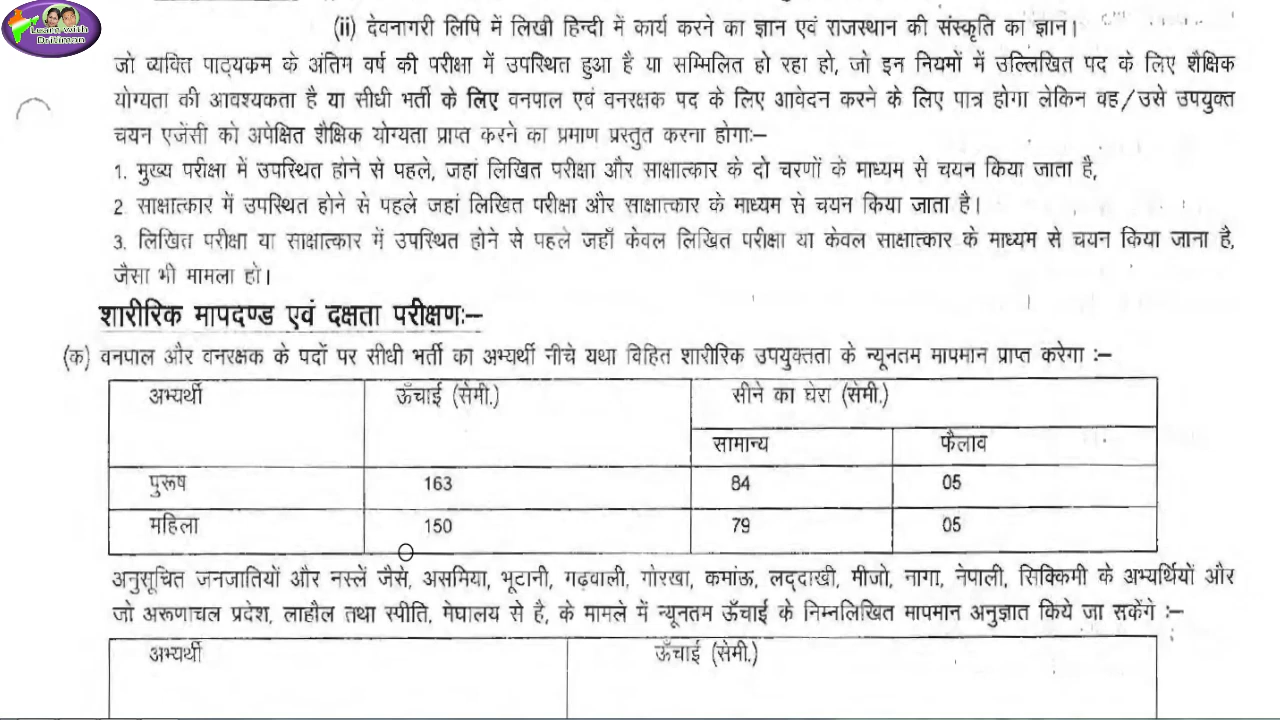 Learn with
Dr.Eiman
(ii) देवनागरी लिपि में लिखी हिन्दी में कार्य करने का ज्ञान एवं राजस्थान की संस्कृति का ज्ञान।
जो व्यक्ति पाठ्यकम के अंतिम वर्ष की परीक्षा में उपस्थित हुआ है या सम्मिलित हो रहा हो, जो इन नियमों में उल्लिखित पद के लिए शैक्षिक
योग्यता की आवश्यकता है या सीधी भर्ती के लिए वनपाल एवं वनरक्षक पद के लिए आवेदन करने के लिए पात्र होगा लेकिन वह/उसे उपयुक्त
चयन एजेंसी को अपेक्षित शैक्षिक योग्यता प्राप्त करने का प्रमाण प्रस्तुत करना होगाः–
1. मुख्य परीक्षा में उपस्थित होने से पहले, जहां लिखित परीक्षा और साक्षात्कार के दो चरणों के माध्यम से चयन किया जाता है,
2. साक्षात्कार में उपस्थित होने से पहले जहां लिखित परीक्षा और साक्षात्कार के माध्यम से चयन किया जाता है।
3. लिखित परीक्षा या साक्षात्कार में उपस्थित होने से पहले जहाँ केवल लिखित परीक्षा या केवल साक्षात्कार के माध्यम से चयन किया जाना है,
जैसा भी मामला हो।
शारीरिक मापदण्ड एवं दक्षता परीक्षणः–
(क) वनपाल और वनरक्षक के पदों पर सीधी भर्ती का अभ्यर्थी नीचे यथा विहित शारीरिक उपयुक्तता के न्यूनतम मापमान प्राप्त करेगा :–
अभ्यर्थी ऊँचाई (सेमी.) सीने का घेरा (सेमी.)
सामान्य फैलाव
पुरूष 163 84 05
महिला 150 79 05
अनुसूचित जनजातियों और नस्लें जैसे, असमिया, भूटानी, गढ़वाली, गोरखा, कमांऊ, लद्दाखी, मीजो, नागा, नेपाली, सिक्किमी के अभ्यर्थियों और
जो अरूणाचल प्रदेश, लाहौल तथा स्पीति, मेघालय से है, के मामले में न्यूनतम ऊँचाई के निम्नलिखित मापमान अनुज्ञात किये जा सकेंगे :–
अभ्यर्थी ऊँचाई (सेमी.)